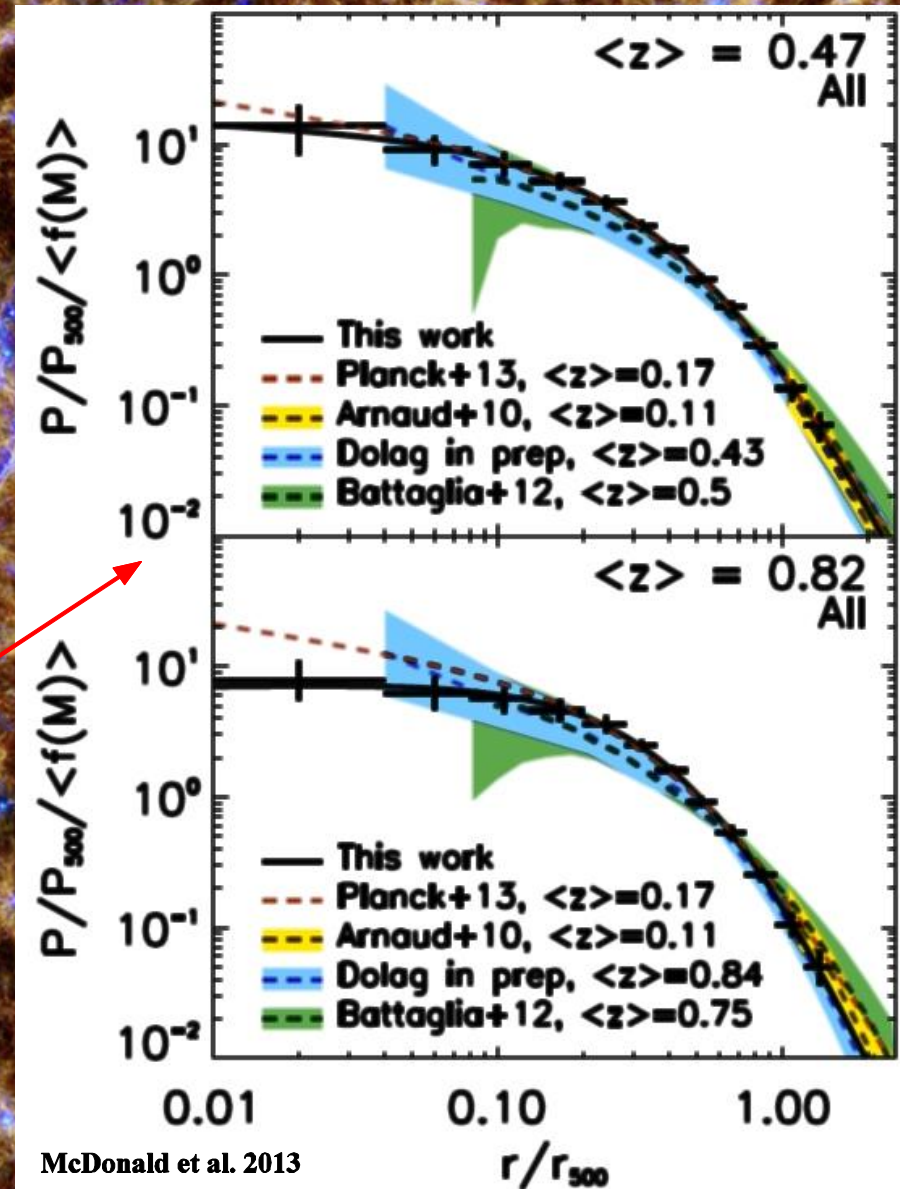 <z> = 0.47
All
10¹
10⁰
10⁻¹
10⁻²
P/P₅₀₀/<f(M)>
This work
Planck+13, <z>=0.17
Arnaud+10, <z>=0.11
Dolag in prep, <z>=0.43
Battaglia+12, <z>=0.5
<z> = 0.82
All
10¹
10⁰
10⁻¹
10⁻²
P/P₅₀₀/<f(M)>
This work
Planck+13, <z>=0.17
Arnaud+10, <z>=0.11
Dolag in prep, <z>=0.84
Battaglia+12, <z>=0.75
0.01 0.10 1.00
r/r₅₀₀
McDonald et al. 2013